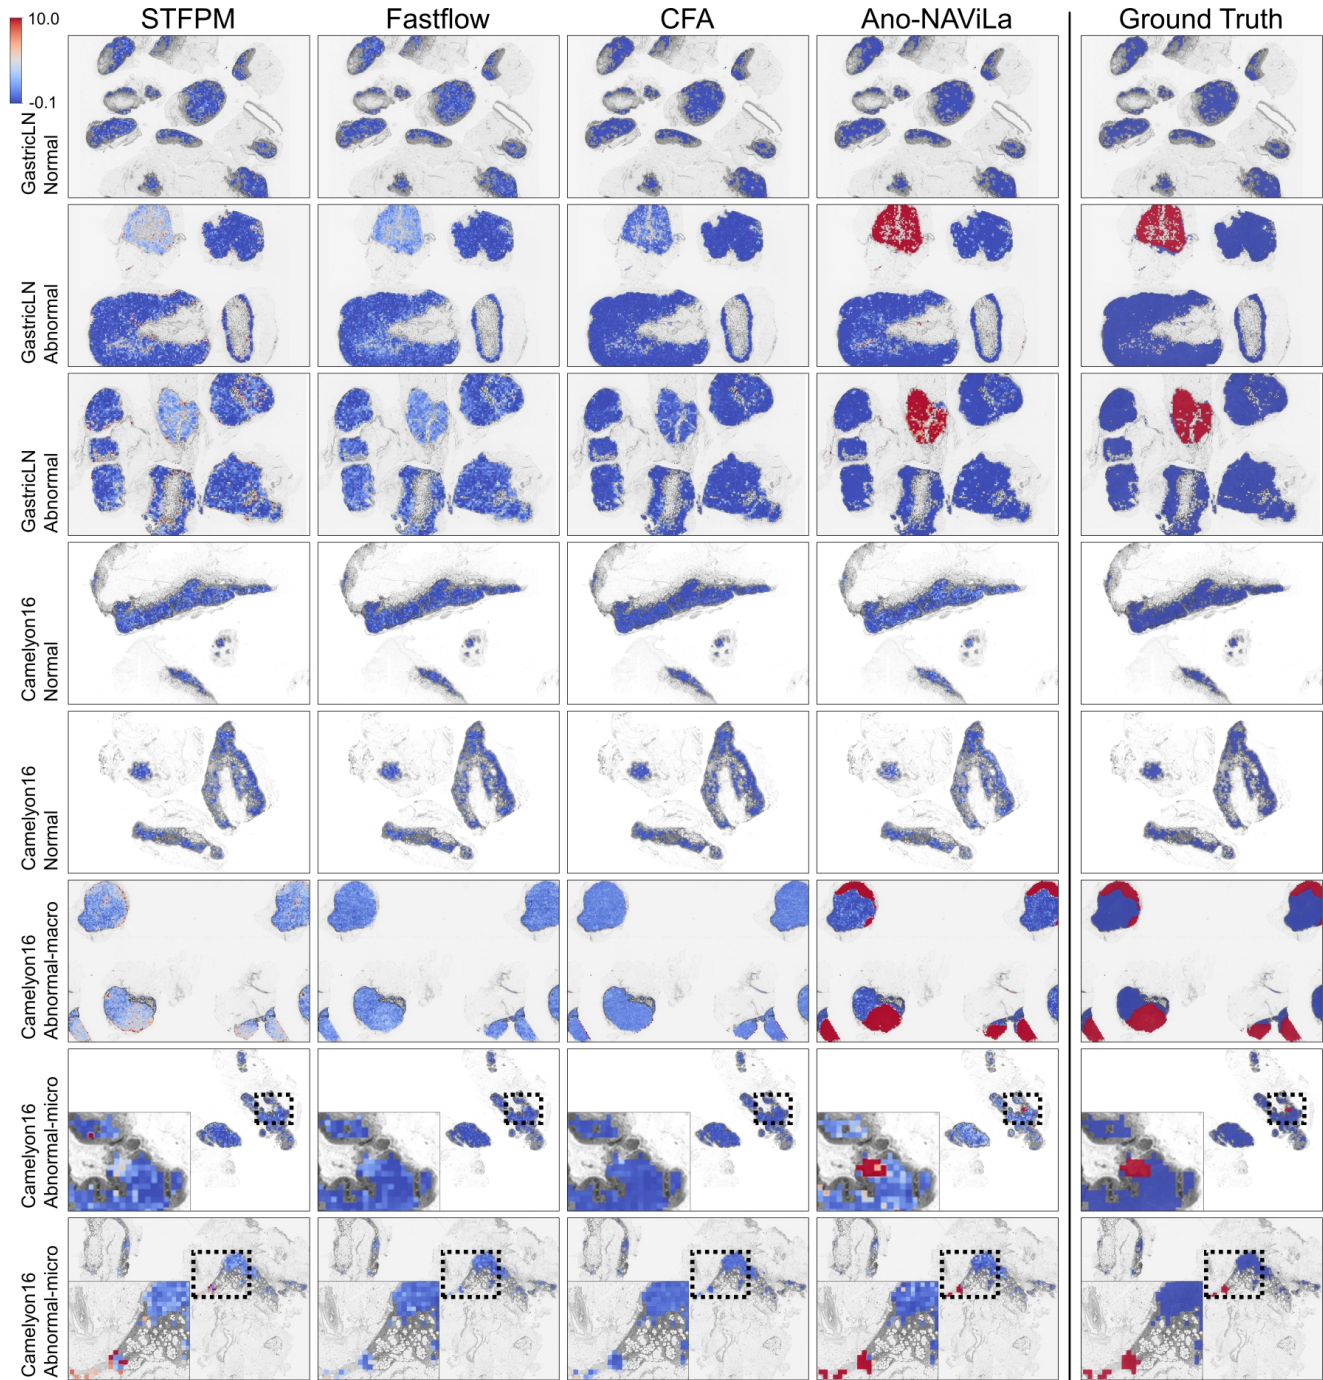 STFPM Fastflow CFA Ano-NAViLa Ground Truth
10.0
-0.1
GastricLN
Normal
GastricLN
Abnormal
GastricLN
Abnormal
Camelyon16
Normal
Camelyon16
Normal
Camelyon16
Abnormal-macro
Camelyon16
Abnormal-micro
Camelyon16
Abnormal-micro